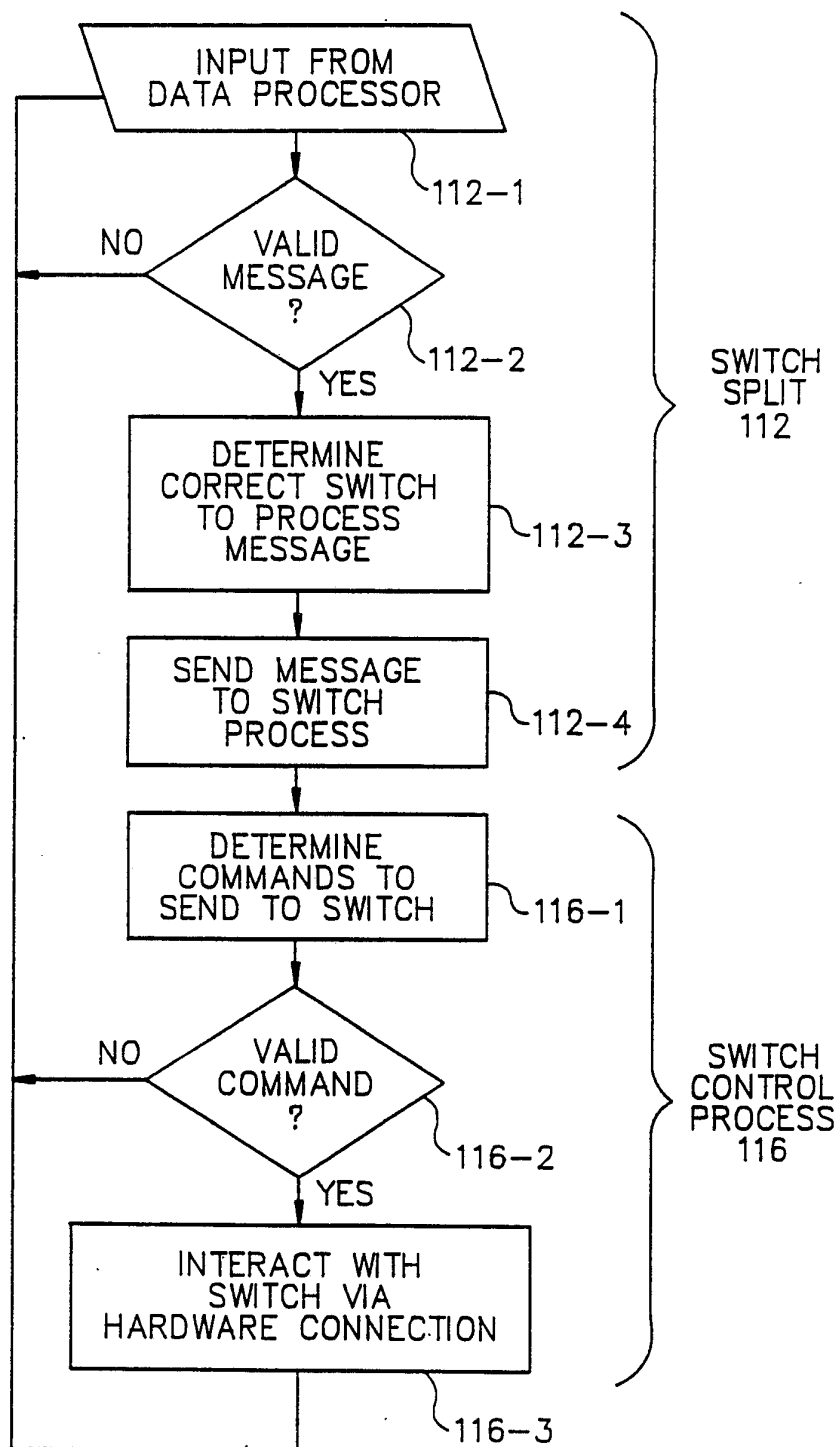 INPUT FROM
DATA PROCESSOR
112-1
VALID
MESSAGE
?
NO
112-2
YES
DETERMINE
CORRECT SWITCH
TO PROCESS
MESSAGE
112-3
SWITCH
SPLIT
112
SEND MESSAGE
TO SWITCH
PROCESS
112-4
DETERMINE
COMMANDS TO
SEND TO SWITCH
116-1
NO
VALID
COMMAND
?
116-2
SWITCH
CONTROL
PROCESS
116
YES
INTERACT WITH
SWITCH VIA
HARDWARE CONNECTION
116-3